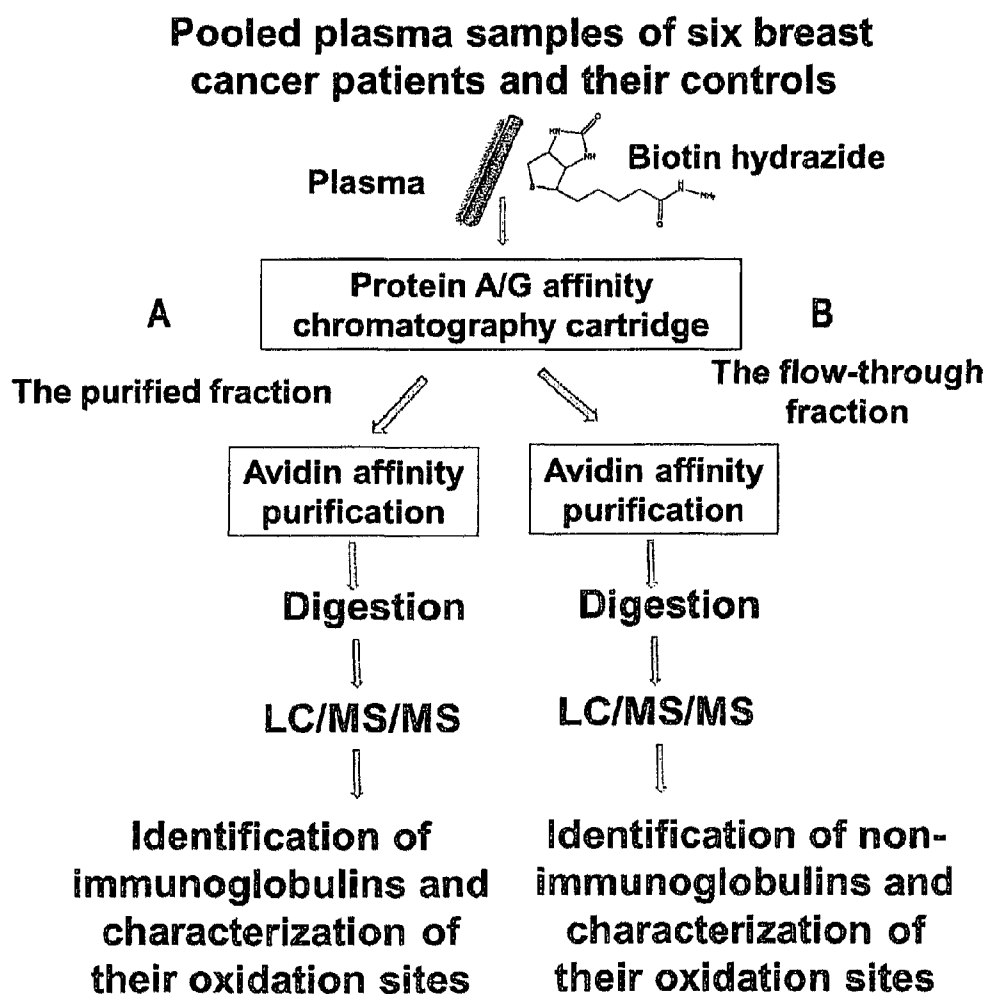 Pooled plasma samples of six breast
cancer patients and their controls
Plasma
Biotin hydrazide
Protein A/G affinity
chromatography cartridge
A
B
The purified fraction
The flow-through
fraction
Avidin affinity
purification
Avidin affinity
purification
Digestion
Digestion
LC/MS/MS
LC/MS/MS
Identification of
immunoglobulins and
characterization of
their oxidation sites
Identification of non-
immunoglobulins and
characterization of
their oxidation sites